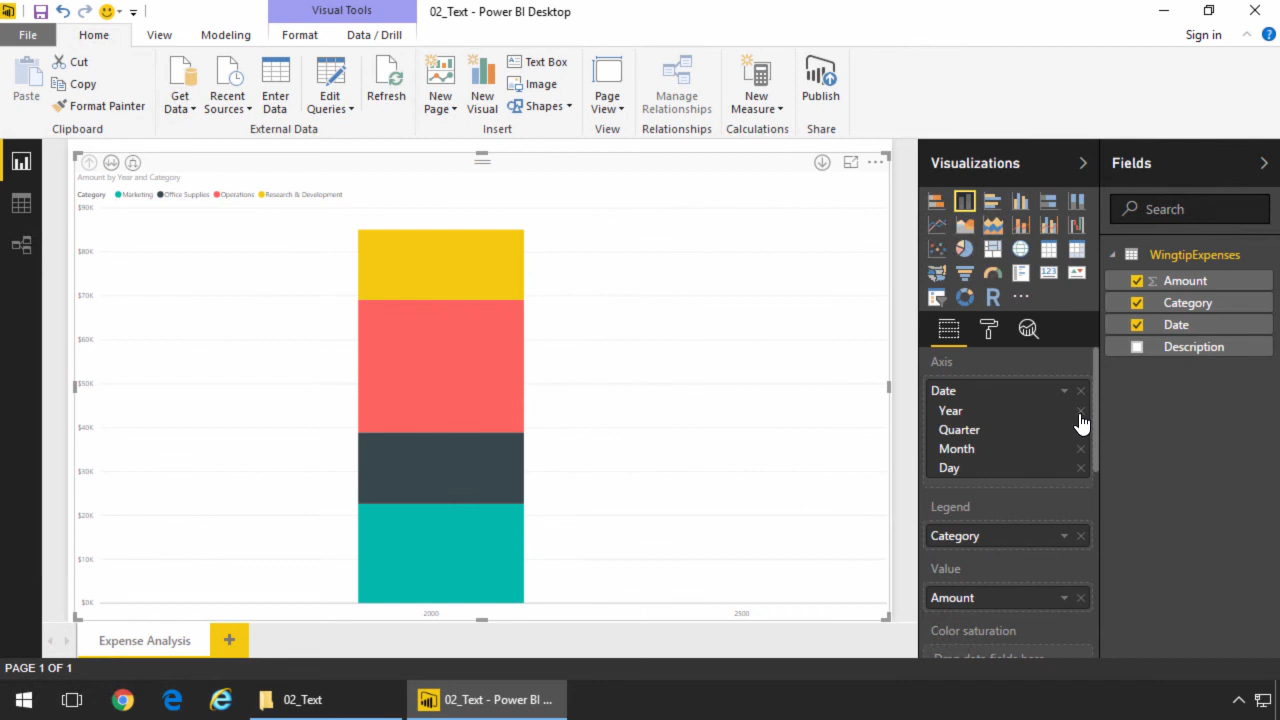 Visual Tools
02_Text - Power BI Desktop
File
Home
View
Modeling
Format
Data / Drill
Sign in
Paste
Cut
Copy
Format Painter
Clipboard
Get Data
Recent Sources
Enter Data
Edit Queries
Refresh
External Data
New Page
New Visual
Text Box
Image
Shapes
Insert
Page View
View
Manage Relationships
Relationships
New Measure
Calculations
Publish
Share
Amount by Year and Category
Category Marketing Office Supplies Operations Research & Development
$90K
$80K
$70K
$60K
$50K
$40K
$30K
$20K
$10K
$0K
2000 2500
Expense Analysis
PAGE 1 OF 1
Visualizations
R
123
Axis
Date
Year
Quarter
Month
Day
Legend
Category
Value
Amount
Color saturation
Drag data fields here
Fields
Search
WingtipExpenses
Amount
Category
Date
Description
02_Text
02_Text - Power BI ...